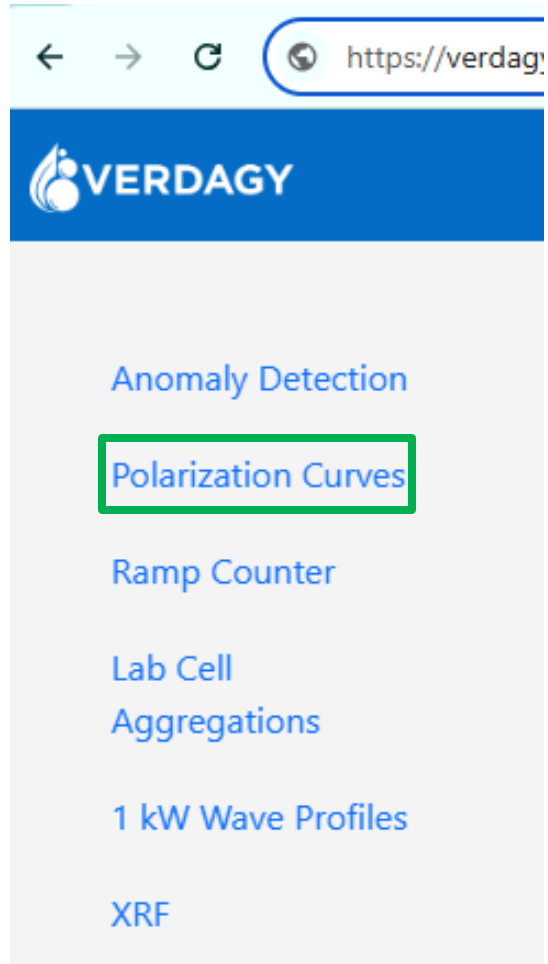 https://verdagy
VERDAGY
Anomaly Detection
Polarization Curves
Ramp Counter
Lab Cell
Aggregations
1 kW Wave Profiles
XRF